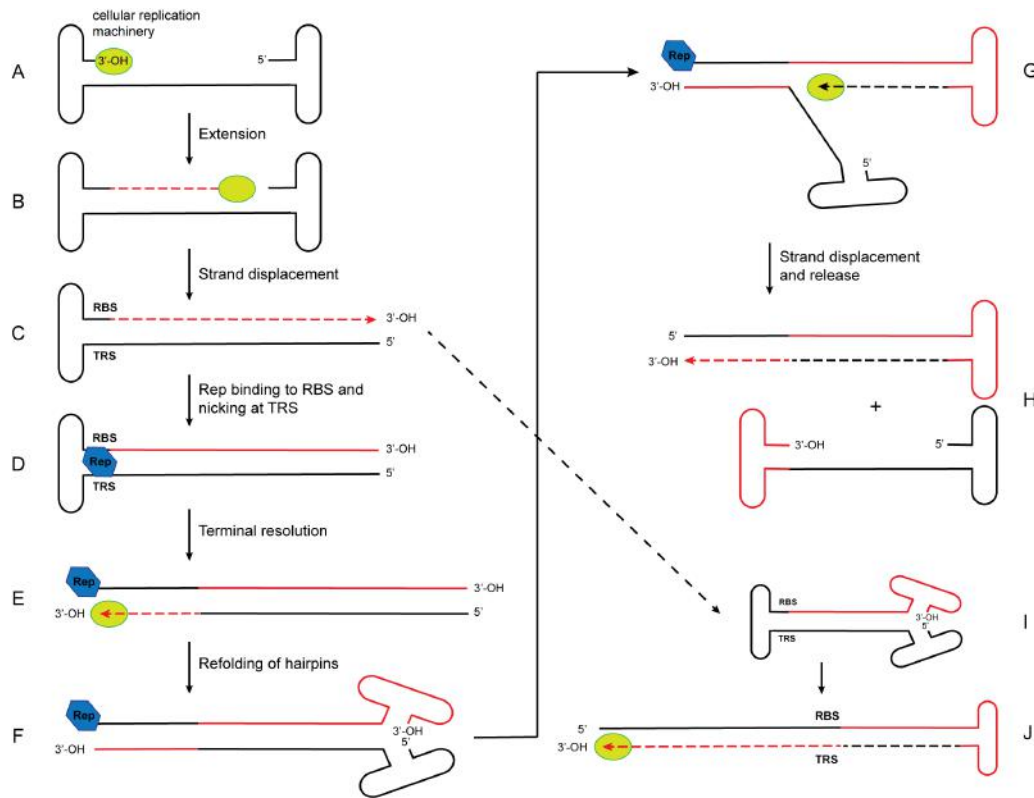 cellular replication
machinery
A
3'-OH
5'
Extension
B
5'
Strand displacement
C
RBS
3'-OH
5'
TRS
Rep binding to RBS and
nicking at TRS
D
RBS
3'-OH
Rep
5'
TRS
Terminal resolution
E
Rep
3'-OH
3'-OH
5'
Refolding of hairpins
F
Rep
3'-OH
5'
3'-OH
Rep
G
3'-OH
5'
Strand displacement
and release
5'
3'-OH
H
+
3'-OH
5'
RBS
3'-OH
5'
I
TRS
RBS
5'
J
3'-OH
TRS